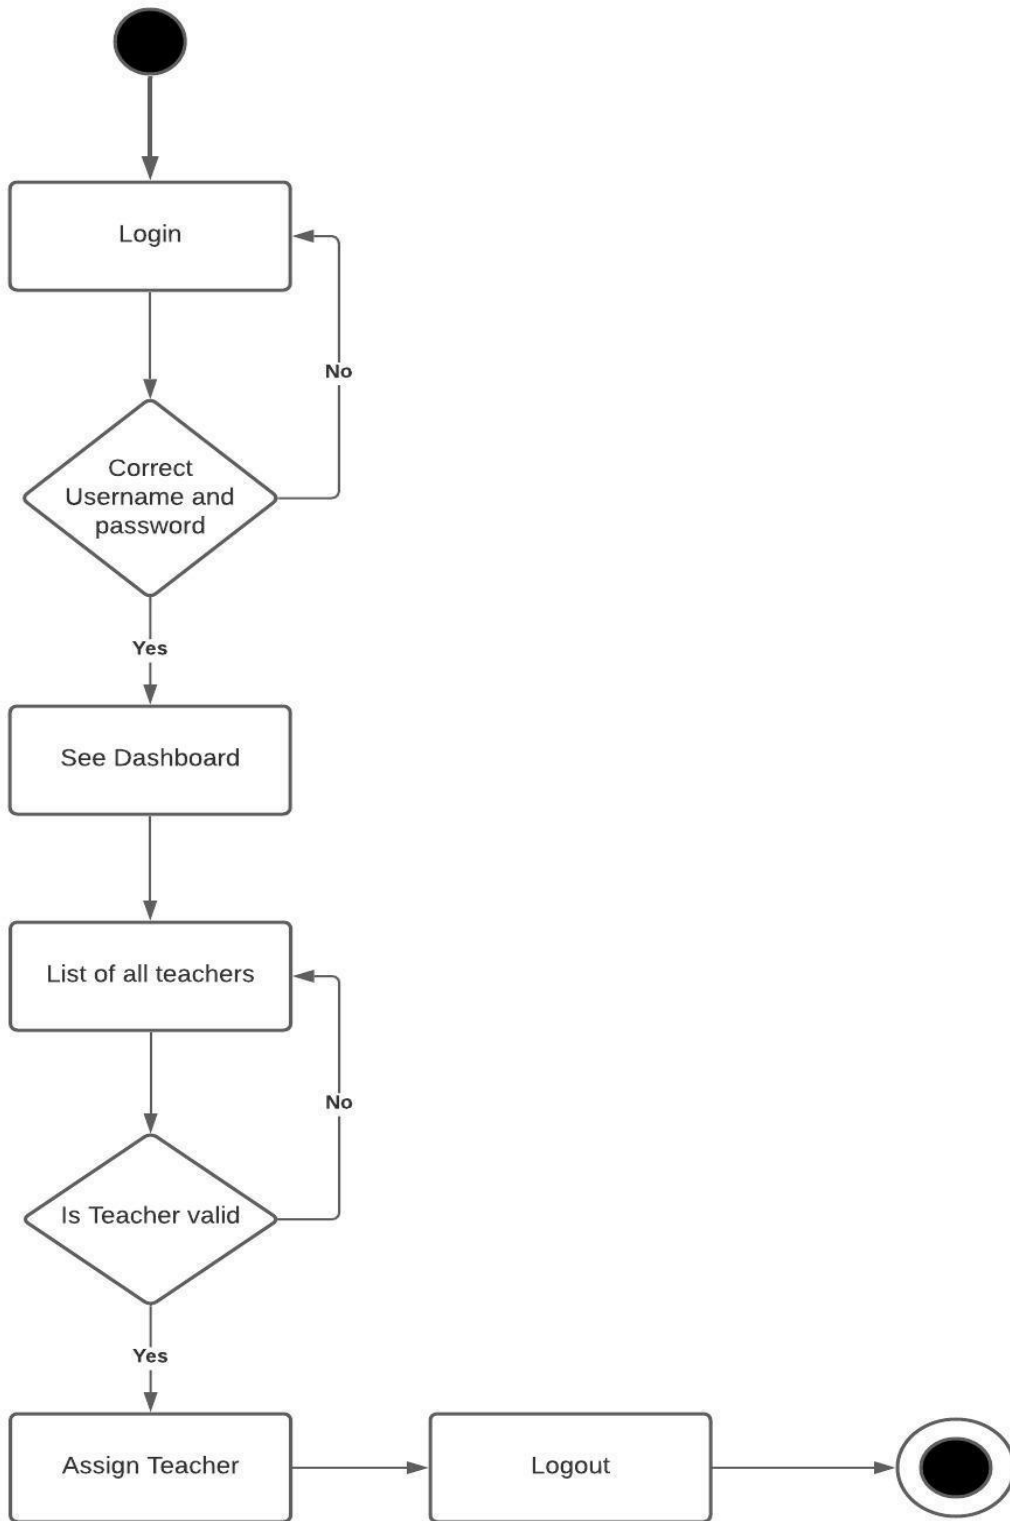 Login
No
Correct
Username and
password
Yes
See Dashboard
List of all teachers
No
Is Teacher valid
Yes
Assign Teacher
Logout